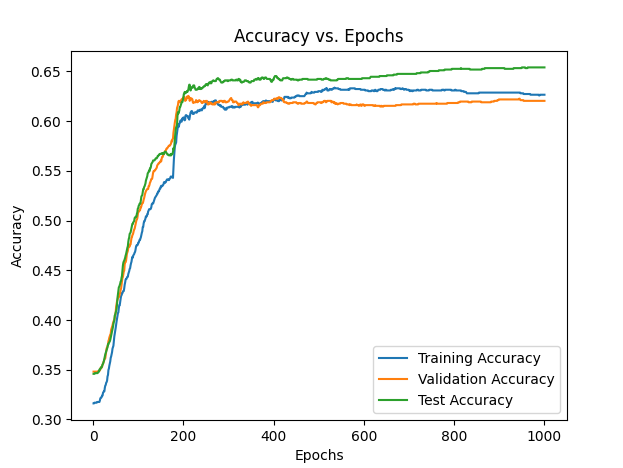 Accuracy vs. Epochs
Accuracy
0.65
0.60
0.55
0.50
0.45
0.40
0.35
0.30
0
200
400
600
800
1000
Epochs
Training Accuracy
Validation Accuracy
Test Accuracy